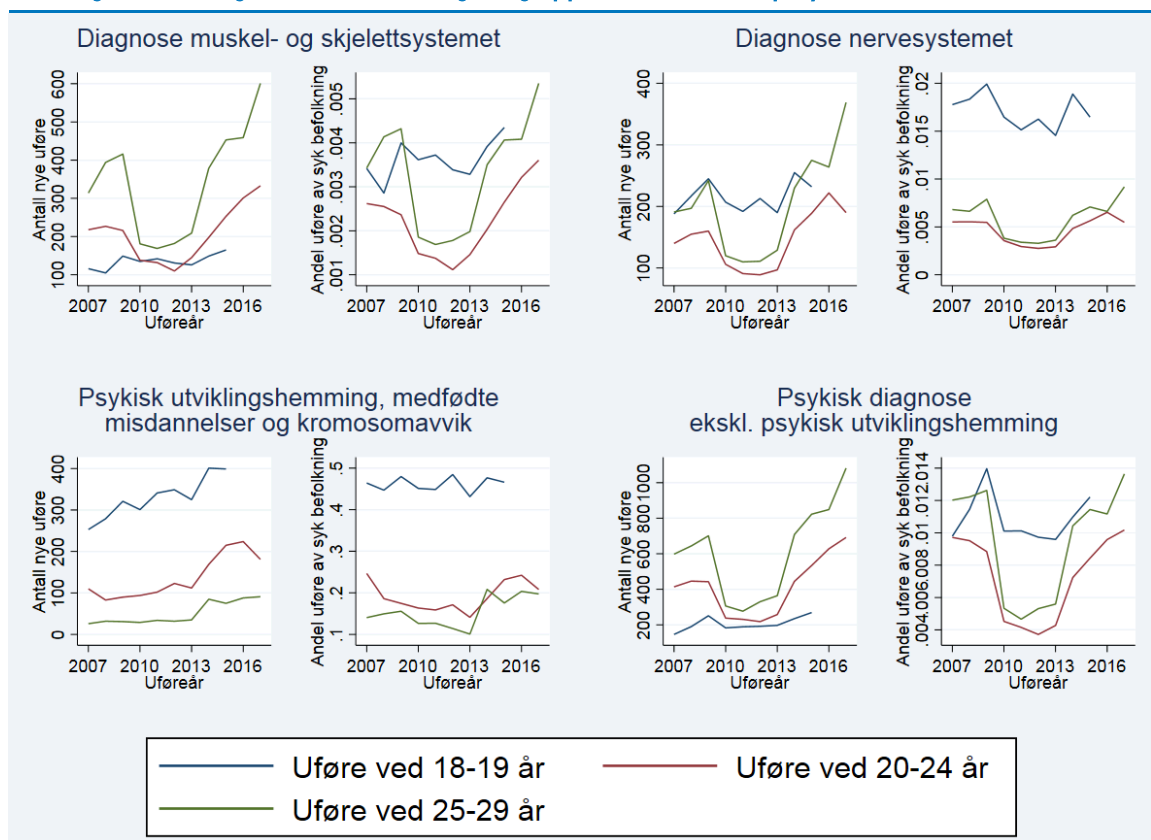 Diagnose muskel- og skjelettsystemet
Antall nye uføre
100 200 300 400 500 600
2007 2010 2013 2016
Uføreår
Andel uføre av syk befolkning
.001 .002 .003 .004 .005
2007 2010 2013 2016
Uføreår
Diagnose nervesystemet
Antall nye uføre
100 200 300 400
2007 2010 2013 2016
Uføreår
Andel uføre av syk befolkning
0 .005 .01 .015 .02
2007 2010 2013 2016
Uføreår
Psykisk utviklingshemming, medfødte
misdannelser og kromosomavvik
Antall nye uføre
0 100 200 300 400
2007 2010 2013 2016
Uføreår
Andel uføre av syk befolkning
.1 .2 .3 .4 .5
2007 2010 2013 2016
Uføreår
Psykisk diagnose
ekskl. psykisk utviklingshemming
Antall nye uføre
200 400 600 800 1000
2007 2010 2013 2016
Uføreår
Andel uføre av syk befolkning
.004 .006 .008 .01 .012 .014
2007 2010 2013 2016
Uføreår
Uføre ved 18-19 år
Uføre ved 20-24 år
Uføre ved 25-29 år